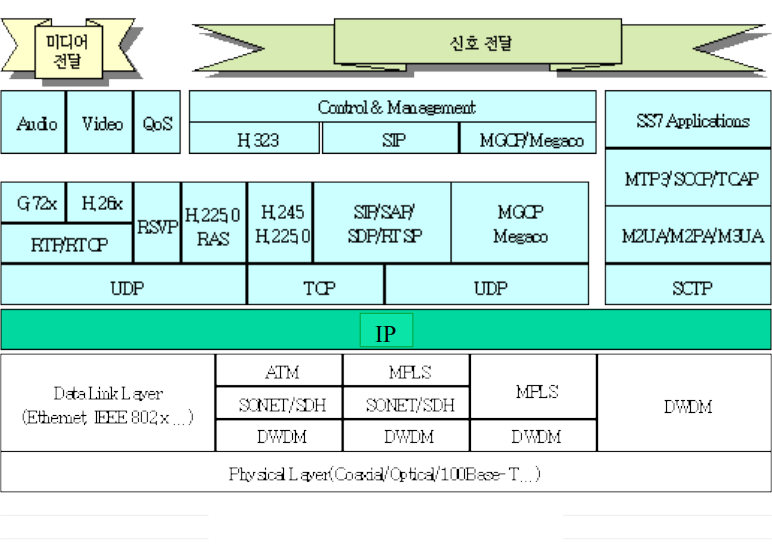 미디어
전달
신호 전달
Audio
Video
QoS
Control & Management
H,323
SIP
MGCP/Megaco
SS7 Applications
MTP3/SCCP/TCAP
G,72x
H,26x
RTP/RTCP
RSVP
H,225,0
RAS
H,245
H,225,0
SIP/SAP/
SDP/RTSP
MGCP
Megaco
M2UA/M2PA/M3UA
UDP
TCP
UDP
SCTP
IP
Data Link Layer
(Ethernet, IEEE 802,x ...)
ATM
SONET/SDH
DWDM
MPLS
SONET/SDH
DWDM
MPLS
DWDM
DWDM
Physical Layer(Coaxial/Optical/100Base-T...)